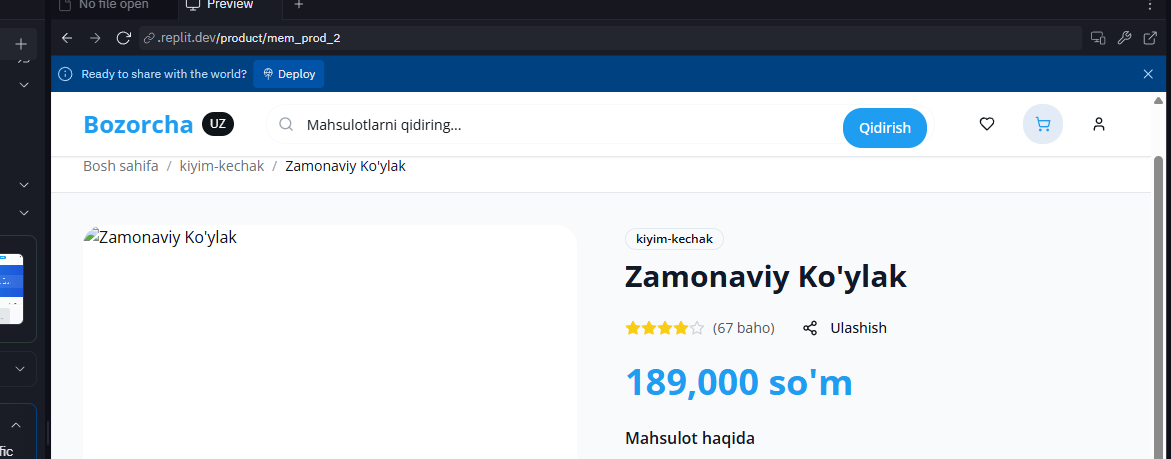 No file open
Preview
.replit.dev/product/mem_prod_2
Ready to share with the world?
Deploy
Bozorcha
UZ
Mahsulotlarni qidiring...
Qidirish
Bosh sahifa / kiyim-kechak / Zamonaviy Ko'ylak
Zamonaviy Ko'ylak
kiyim-kechak
Zamonaviy Ko'ylak
(67 baho)
Ulashish
189,000 so'm
Mahsulot haqida
fic